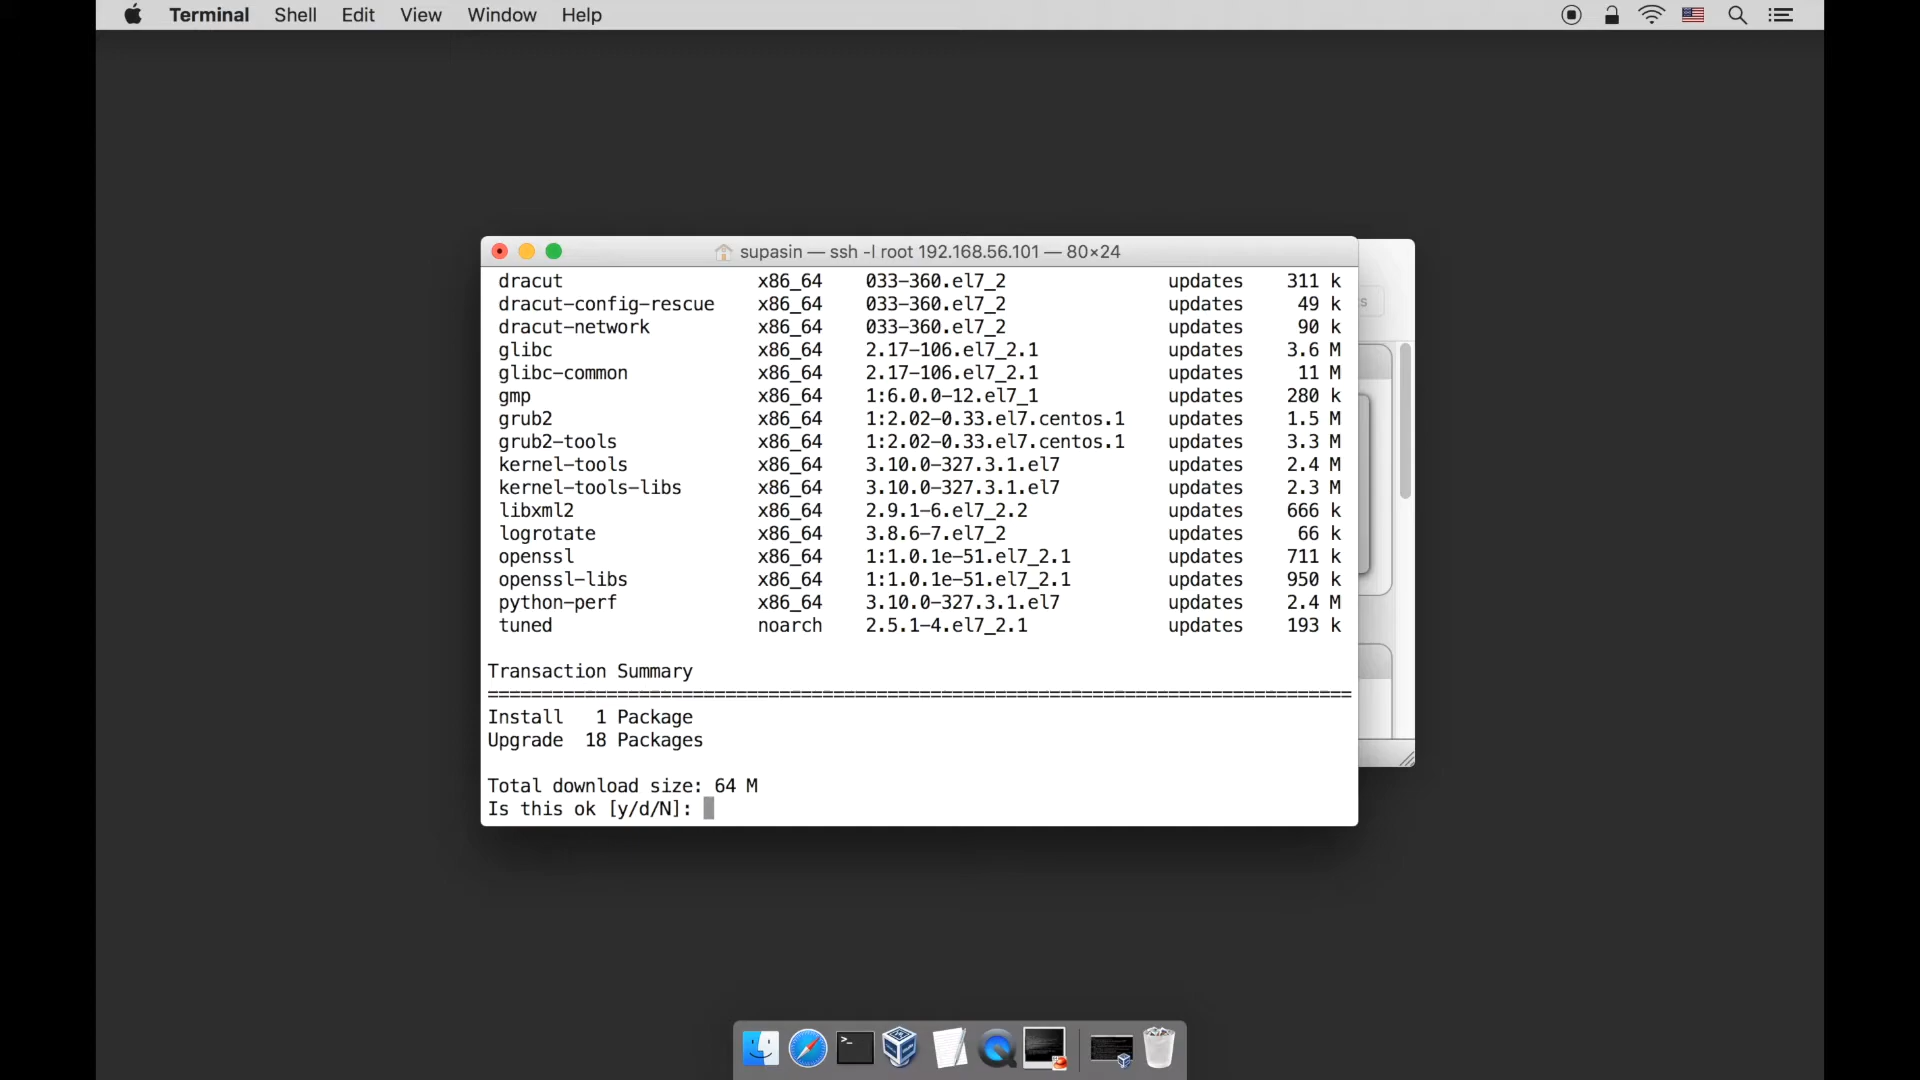 Terminal Shell Edit View Window Help
supasin — ssh -l root 192.168.56.101 — 80×24
dracut x86_64 033-360.el7_2 updates 311 k
dracut-config-rescue x86_64 033-360.el7_2 updates 49 k
dracut-network x86_64 033-360.el7_2 updates 90 k
glibc x86_64 2.17-106.el7_2.1 updates 3.6 M
glibc-common x86_64 2.17-106.el7_2.1 updates 11 M
gmp x86_64 1:6.0.0-12.el7_1 updates 280 k
grub2 x86_64 1:2.02-0.33.el7.centos.1 updates 1.5 M
grub2-tools x86_64 1:2.02-0.33.el7.centos.1 updates 3.3 M
kernel-tools x86_64 3.10.0-327.3.1.el7 updates 2.4 M
kernel-tools-libs x86_64 3.10.0-327.3.1.el7 updates 2.3 M
libxml2 x86_64 2.9.1-6.el7_2.2 updates 666 k
logrotate x86_64 3.8.6-7.el7_2 updates 66 k
openssl x86_64 1:1.0.1e-51.el7_2.1 updates 711 k
openssl-libs x86_64 1:1.0.1e-51.el7_2.1 updates 950 k
python-perf x86_64 3.10.0-327.3.1.el7 updates 2.4 M
tuned noarch 2.5.1-4.el7_2.1 updates 193 k
Transaction Summary
================================================================================
Install 1 Package
Upgrade 18 Packages
Total download size: 64 M
Is this ok [y/d/N]: